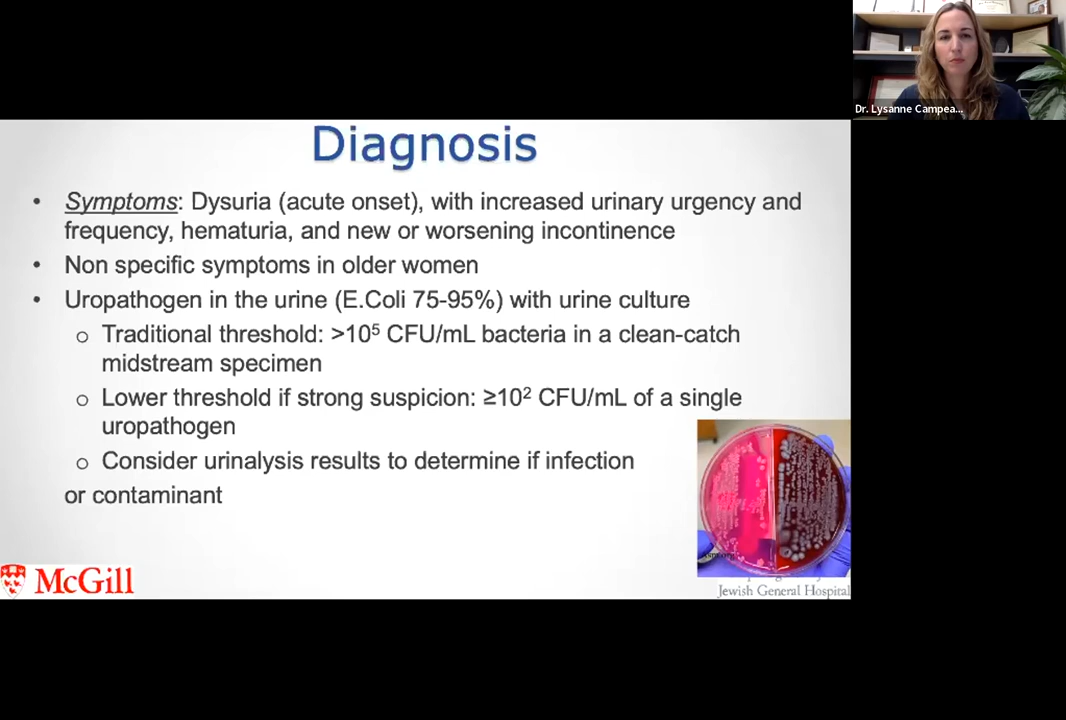 Dr. Lysanne Campea...
Diagnosis
• Symptoms: Dysuria (acute onset), with increased urinary urgency and
frequency, hematuria, and new or worsening incontinence
• Non specific symptoms in older women
• Uropathogen in the urine (E.Coli 75-95%) with urine culture
o Traditional threshold: >10⁵ CFU/mL bacteria in a clean-catch
midstream specimen
o Lower threshold if strong suspicion: ≥10² CFU/mL of a single
uropathogen
o Consider urinalysis results to determine if infection
or contaminant
McGill
Jewish General Hospital